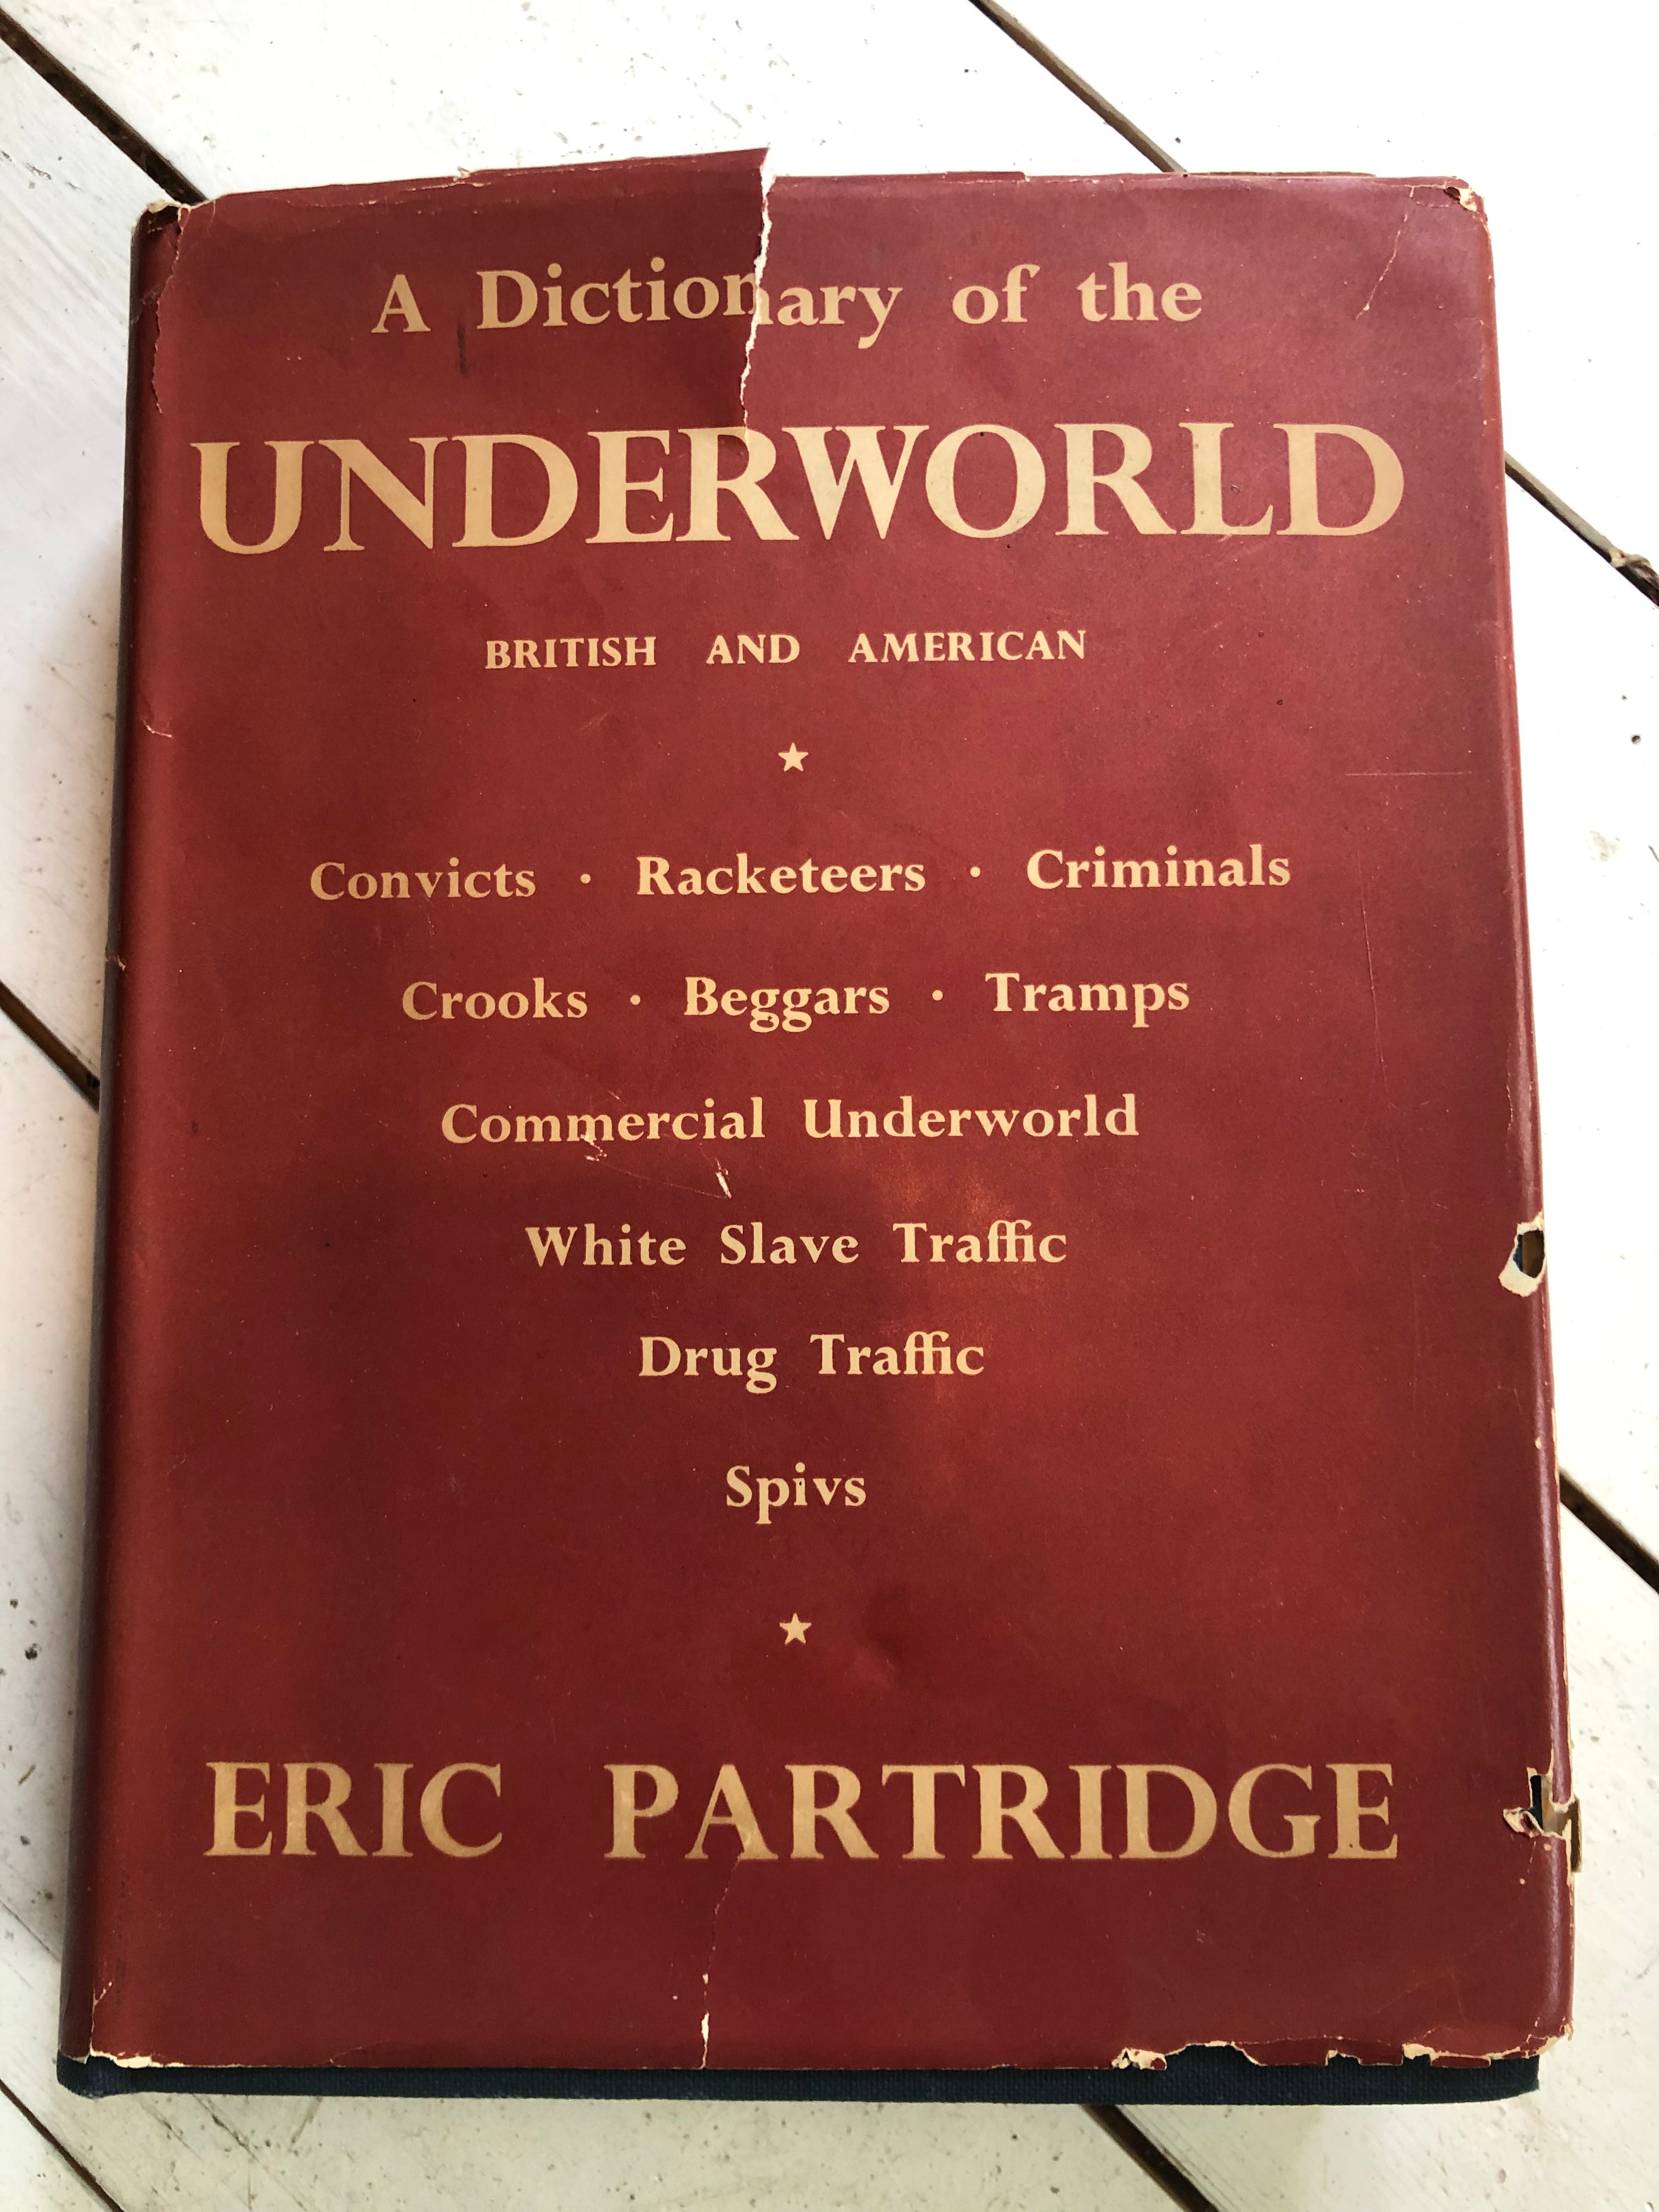 A Dictionary of the
UNDERWORLD
BRITISH AND AMERICAN
Convicts · Racketeers · Criminals
Crooks · Beggars · Tramps
Commercial Underworld
White Slave Traffic
Drug Traffic
Spivs
ERIC PARTRIDGE